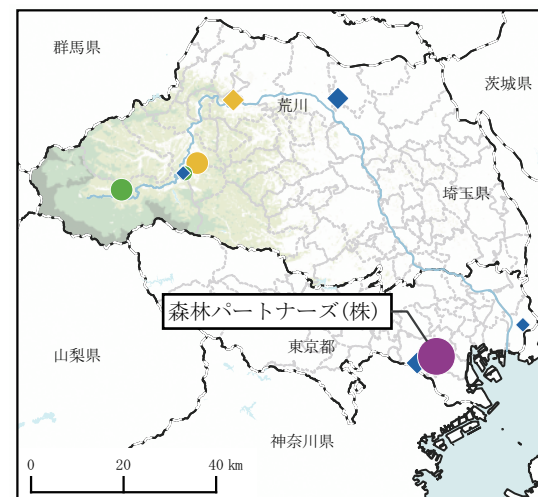 群馬県
茨城県
荒川
埼玉県
森林パートナーズ(株)
東京都
山梨県
神奈川県
0 20 40 km